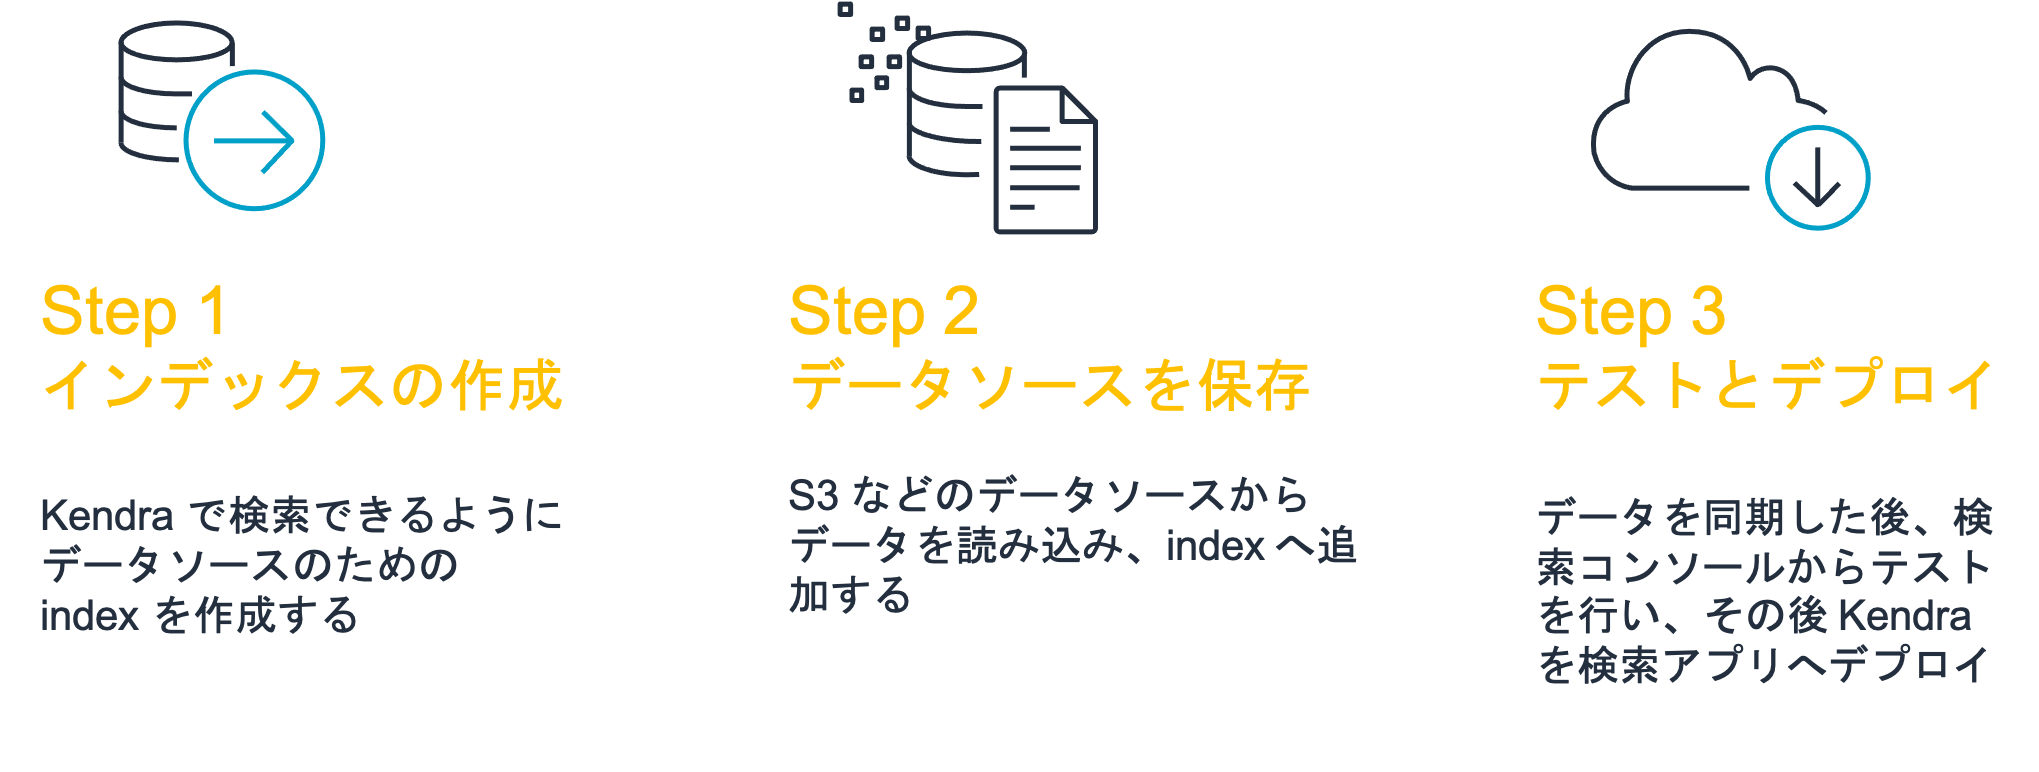 Step 1
インデックスの作成
Kendra で検索できるように
データソースのための
index を作成する
Step 2
データソースを保存
S3 などのデータソースから
データを読み込み、index へ追
加する
Step 3
テストとデプロイ
データを同期した後、検
索コンソールからテスト
を行い、その後 Kendra
を検索アプリへデプロイ